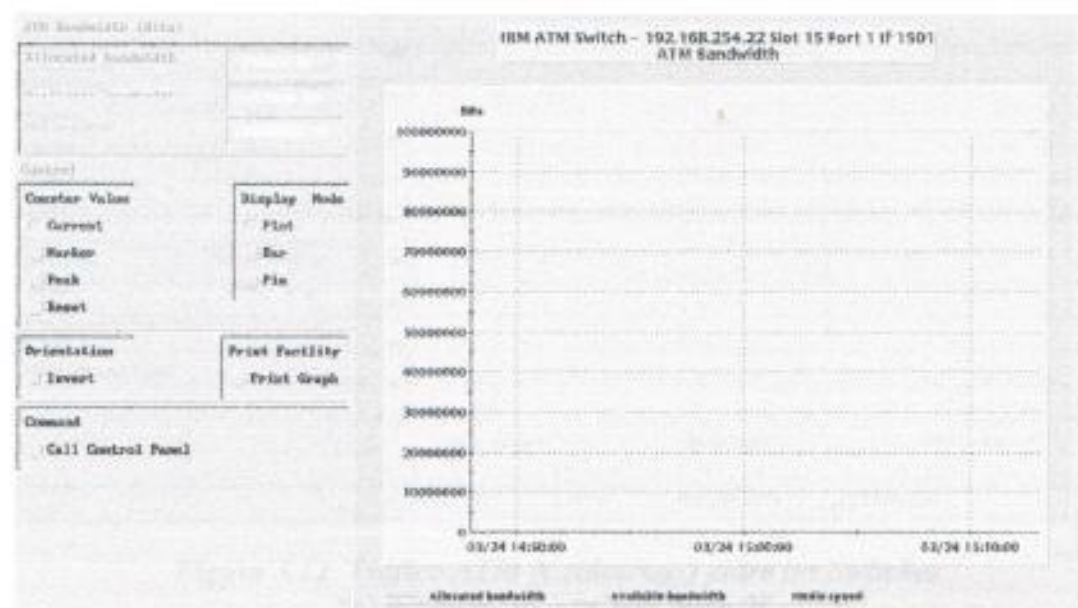 ATM Bandwidth (Bits)
Allocated bandwidth
Control
Counter Value
Current
Marker
Peak
Reset
Display Mode
Plot
Bar
Pie
Orientation
Invert
Print Facility
Print Graph
Command
Call Control Panel
IBM ATM Switch - 192.168.254.22 Slot 15 Port 1 If 1501
ATM Bandwidth
Bits
100000000
90000000
80000000
70000000
60000000
50000000
40000000
30000000
20000000
10000000
0
03/24 14:50:00
03/24 15:00:00
03/24 15:10:00
Allocated bandwidth
Available bandwidth
Media speed